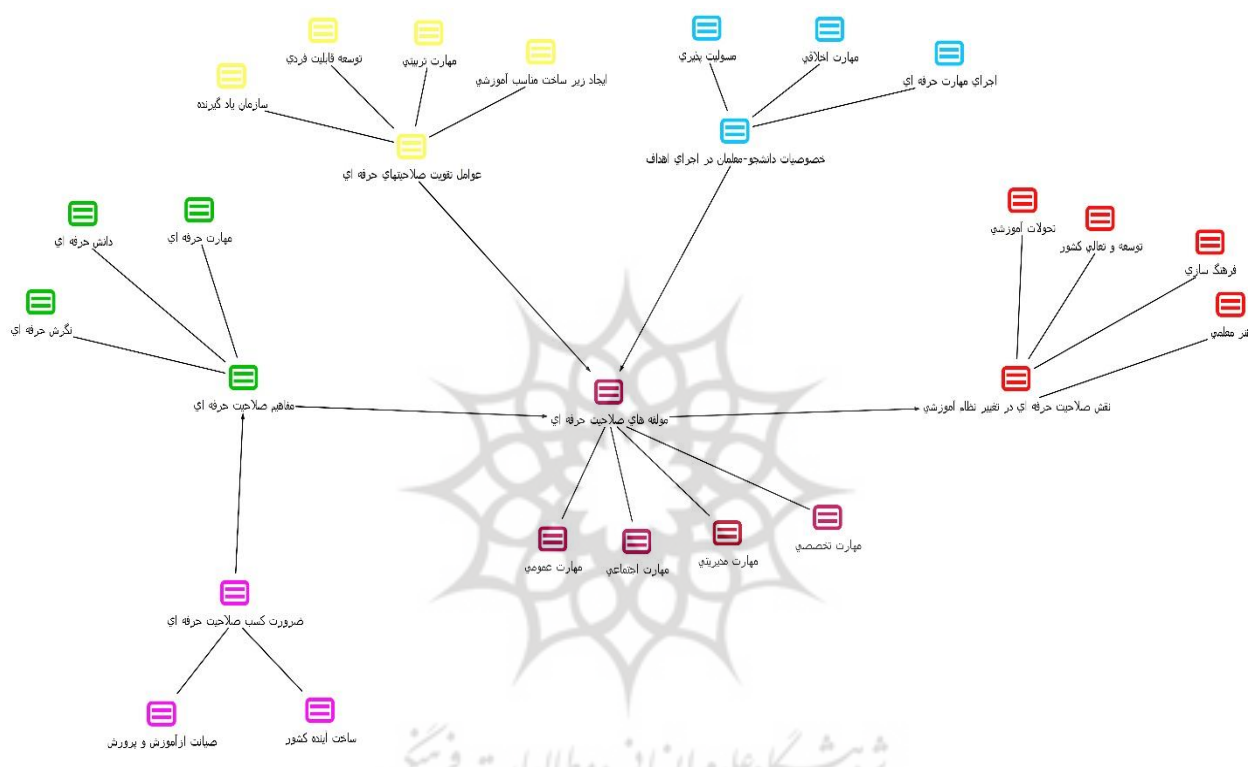 مسوليت پذيري
مهارت اخلاقي
اجراي مهارت حرفه اي
توسعه قابليت فردي
مهارت تربيتي
ايجاد زير ساخت مناسب آموزشي
سازمان ياد گيرنده
خصوصيات دانشجو-معلمان در اجراي اهداف
عوامل تقويت صلاحيتهاي حرفه اي
تحولات آموزشي
توسعه و تعالي كشور
فرهنگ سازي
هنر معلمي
دانش حرفه اي
مهارت حرفه اي
نگرش حرفه اي
مفاهيم صلاحيت حرفه اي
مولفه هاي صلاحيت حرفه اي
نقش صلاحيت حرفه اي در تغيير نظام آموزشي
مهارت تخصصي
مهارت مديريتي
مهارت اجتماعي
مهارت عمومي
ضرورت كسب صلاحيت حرفه اي
ساخت آينده كشور
صيانت ازآموزش و پرورش